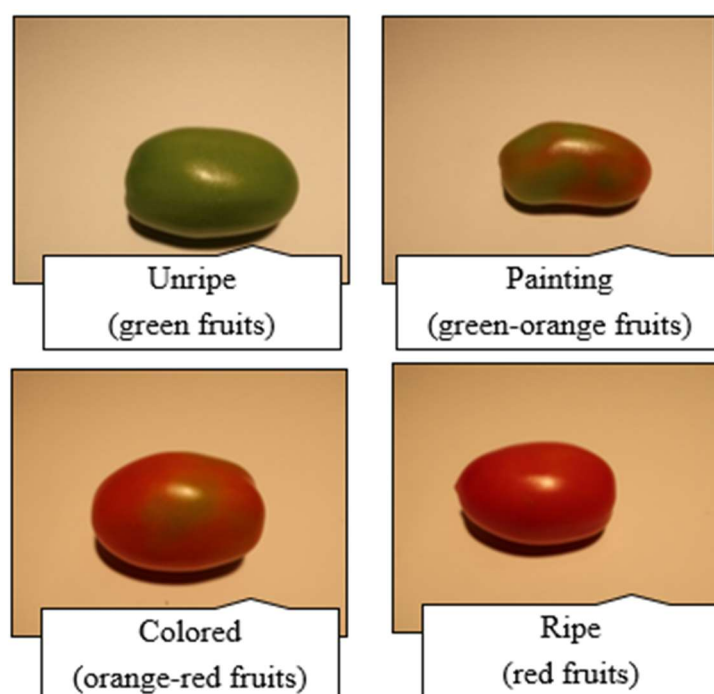 Unripe
(green fruits)
Painting
(green-orange fruits)
Colored
(orange-red fruits)
Ripe
(red fruits)